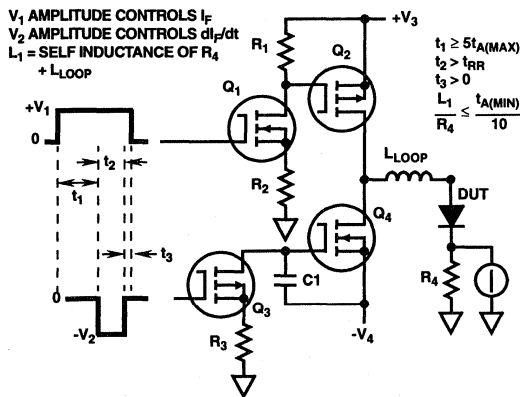 V1 AMPLITUDE CONTROLS IF
V2 AMPLITUDE CONTROLS dIF/dt
L1 = SELF INDUCTANCE OF R4
+ LLOOP
+V3
R1
Q2
t1 ≥ 5tA(MAX)
t2 > tRR
t3 > 0
L1/R4 ≤ tA(MIN)/10
Q1
+V1
0
t2
t1
LLOOP
R2
DUT
Q4
t3
0
C1
R4
Q3
-V2
-V4
R3